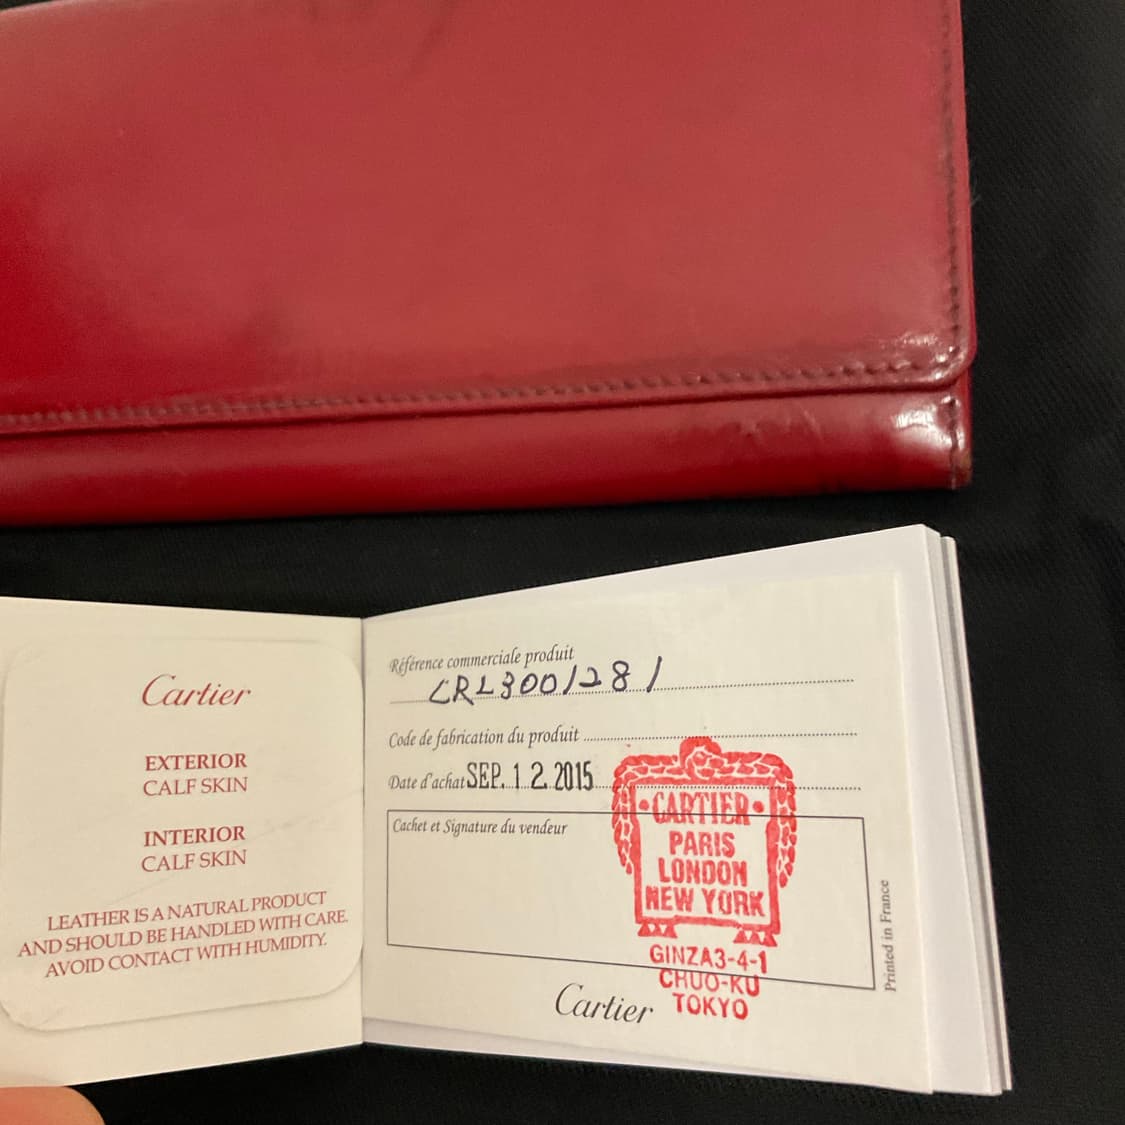 Cartier
EXTERIOR
CALF SKIN
INTERIOR
CALF SKIN
LEATHER IS A NATURAL PRODUCT
AND SHOULD BE HANDLED WITH CARE.
AVOID CONTACT WITH HUMIDITY.
Référence commerciale produit
CRL3001281
Code de fabrication du produit
Date d'achat SEP. 12. 2015
Cachet et Signature du vendeur
CARTIER
PARIS
LONDON
NEW YORK
GINZA3-4-1
CHUO-KU
TOKYO
Cartier
Printed in France